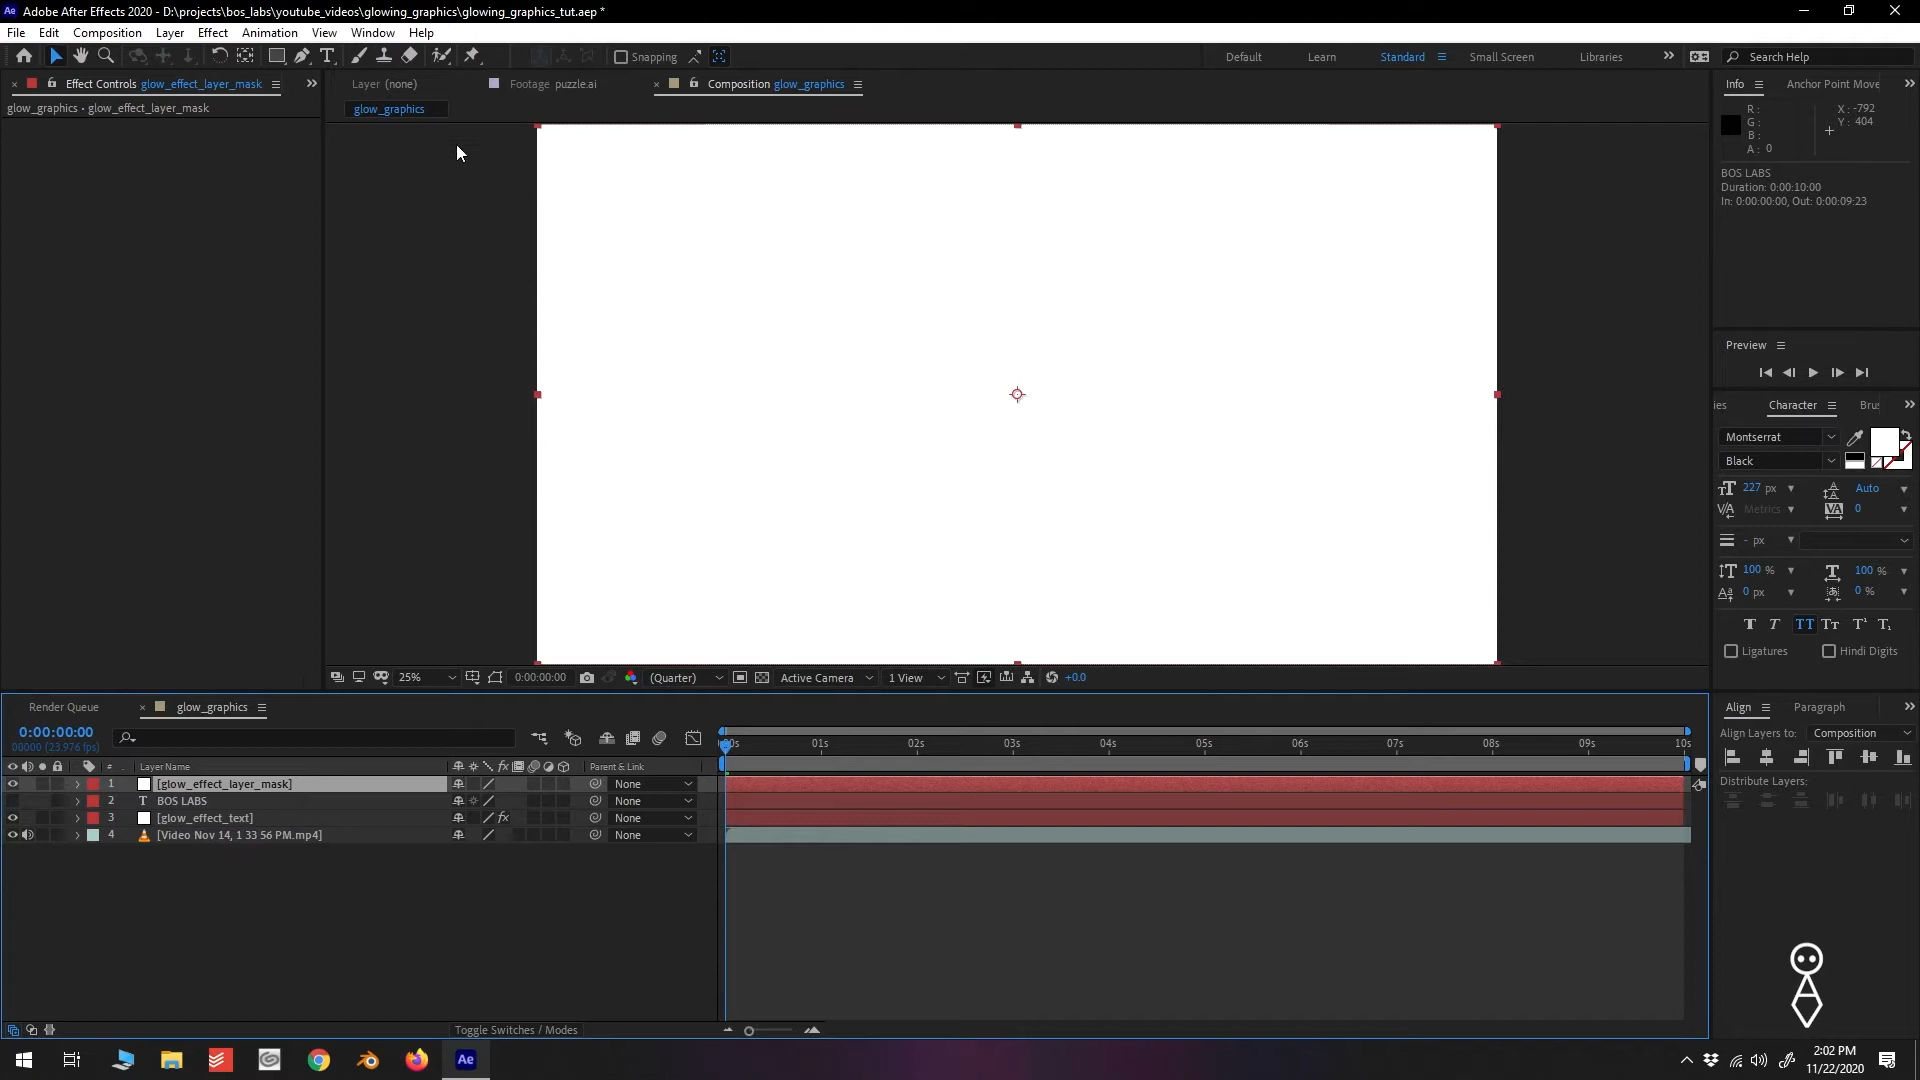 Ae Adobe After Effects 2020 - D:\projects\bos_labs\youtube_videos\glowing_graphics\glowing_graphics_tut.aep *
File Edit Composition Layer Effect Animation View Window Help
Snapping Default Learn Standard Small Screen Libraries Search Help
Effect Controls glow_effect_layer_mask Layer (none) Footage puzzle.ai Composition glow_graphics Info Anchor Point Move
glow_graphics • glow_effect_layer_mask glow_graphics
R : X : -792
G : Y : 404
B :
A : 0
BOS LABS
Duration: 0:00:10:00
In: 0:00:00:00, Out: 0:00:09:23
Preview
ies Character Brus
Montserrat
Black
227 px Auto
Metrics 0
- px
100 % 100 %
0 px 0 %
Ligatures Hindi Digits
25% 0:00:00:00 (Quarter) Active Camera 1 View +0.0
Render Queue glow_graphics Align Paragraph
0:00:00:00
00000 (23.976 fps)
Align Layers to: Composition
00s 01s 02s 03s 04s 05s 06s 07s 08s 09s 10s
# Layer Name Parent & Link
Distribute Layers:
1 [glow_effect_layer_mask] None
2 T BOS LABS None
3 [glow_effect_text] fx None
4 [Video Nov 14, 1 33 56 PM.mp4] None
Toggle Switches / Modes
Ae 2:02 PM
11/22/2020